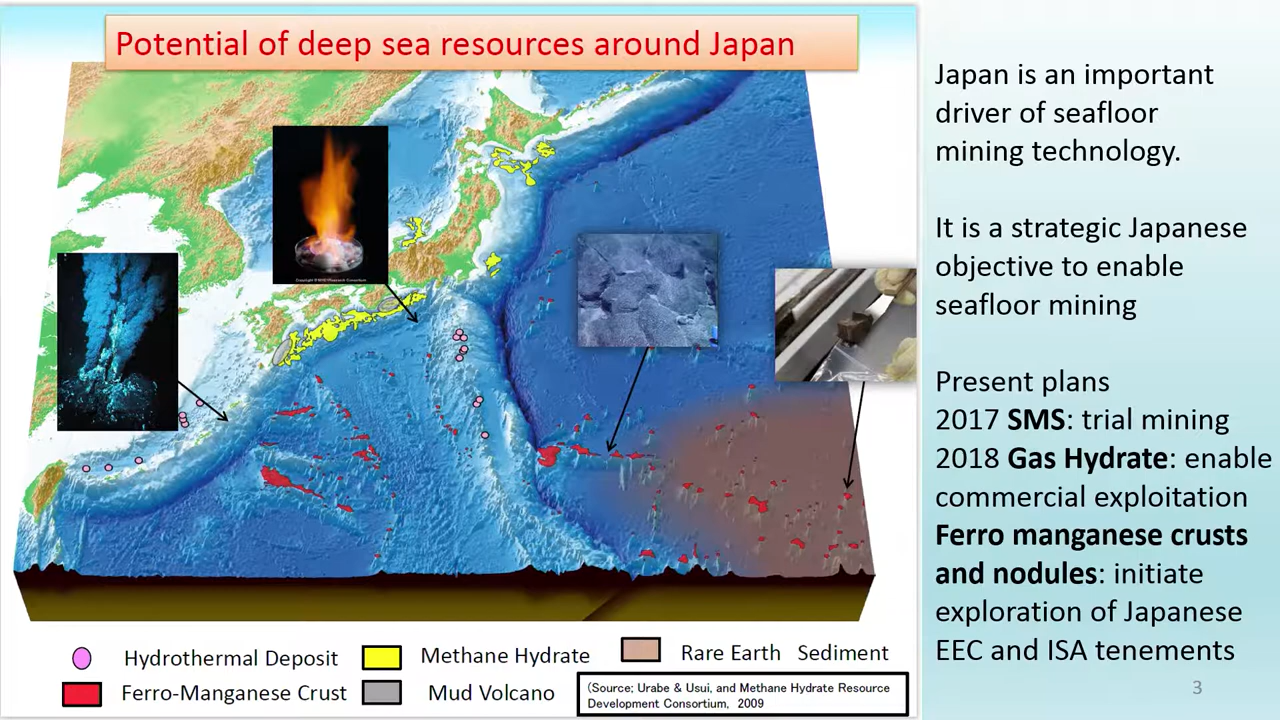 Potential of deep sea resources around Japan
Japan is an important
driver of seafloor
mining technology.
It is a strategic Japanese
objective to enable
seafloor mining
Present plans
2017 SMS: trial mining
2018 Gas Hydrate: enable
commercial exploitation
Ferro manganese crusts
and nodules: initiate
exploration of Japanese
EEC and ISA tenements
Hydrothermal Deposit
Methane Hydrate
Rare Earth Sediment
Ferro-Manganese Crust
Mud Volcano
(Source; Urabe & Usui, and Methane Hydrate Resource
Development Consortium, 2009
3